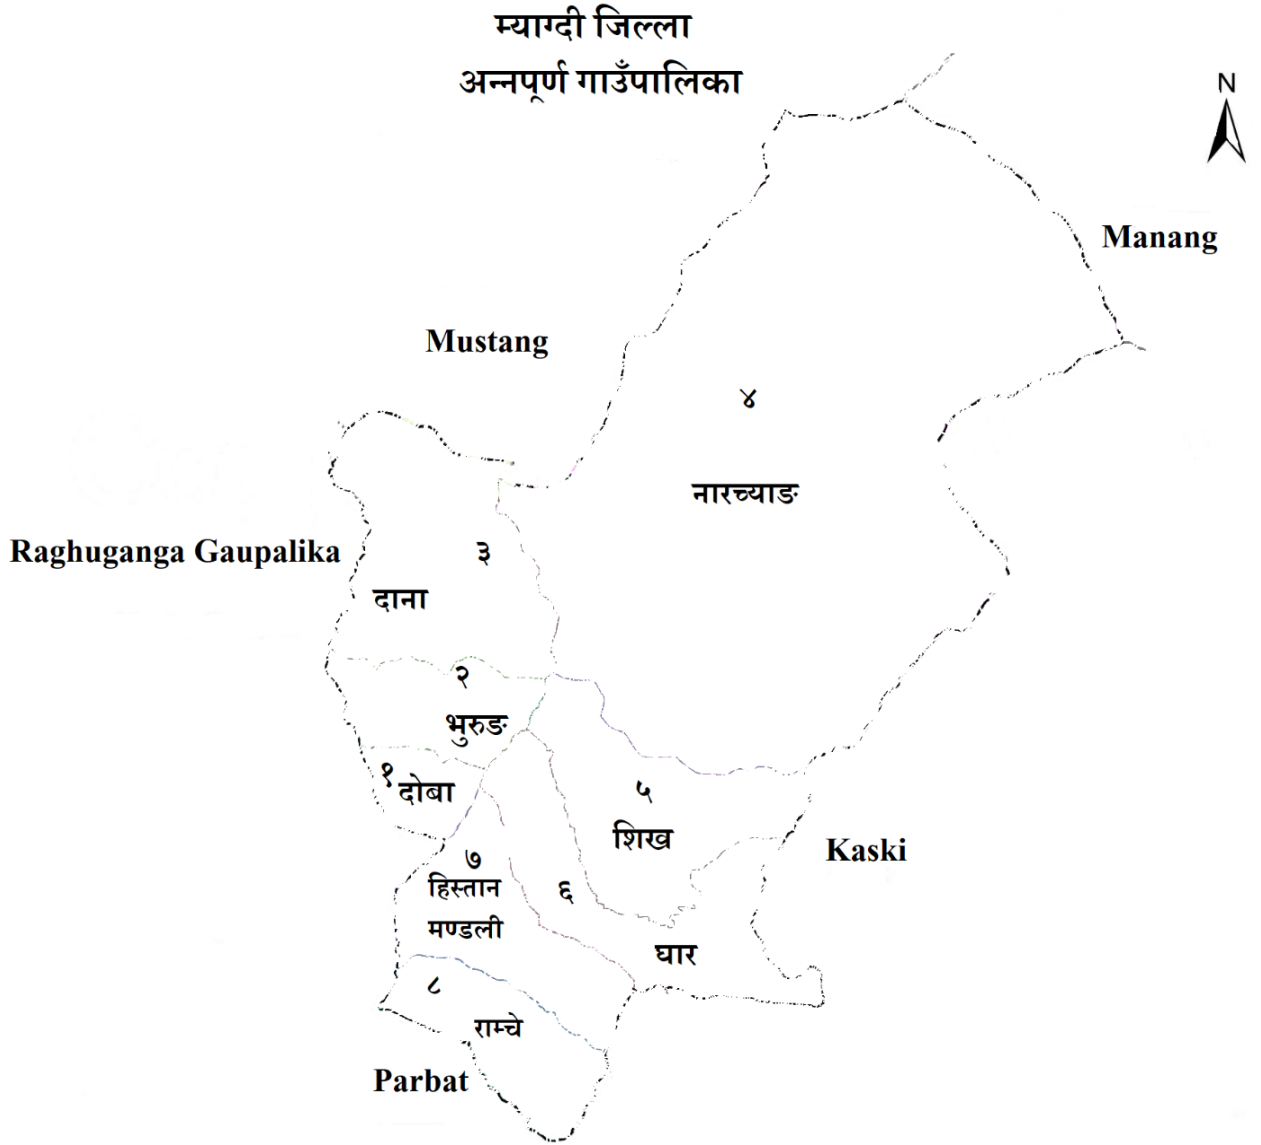 म्याग्दी जिल्ला
अन्नपूर्ण गाउँपालिका
N
Manang
Mustang
४
नारच्याङ
Raghuganga Gaupalika
३
दाना
२
भुरुङ
१
दोबा
५
शिख
Kaski
७
हिस्तान
मण्डली
६
घार
८
राम्चे
Parbat